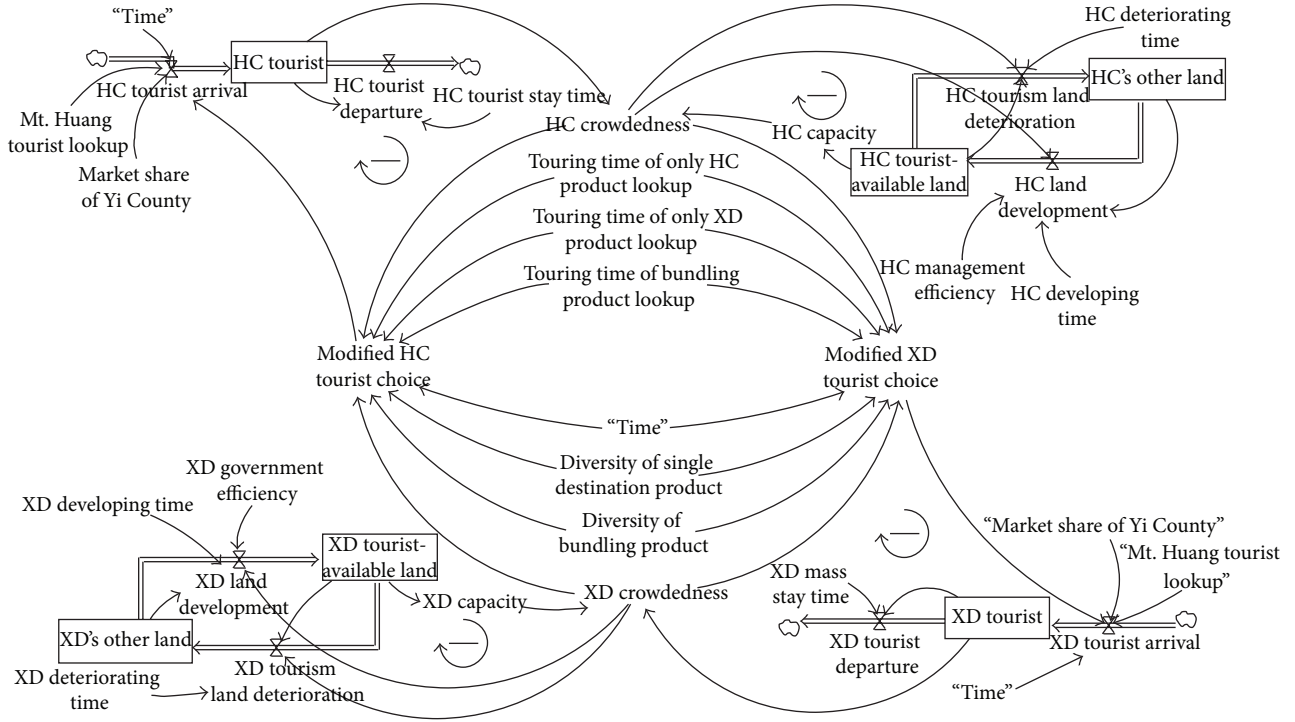 “Time”
HC tourist
HC tourist arrival
HC tourist
departure
HC tourist stay time
Mt. Huang
tourist lookup
Market share
of Yi County
HC crowdedness
HC deteriorating
time
HC's other land
HC tourism land
deterioration
HC capacity
HC tourist-
available land
HC land
development
HC management
efficiency
HC developing
time
Touring time of only HC
product lookup
Touring time of only XD
product lookup
Touring time of bundling
product lookup
Modified HC
tourist choice
Modified XD
tourist choice
“Time”
Diversity of single
destination product
Diversity of
bundling product
XD crowdedness
XD government
efficiency
XD developing time
XD tourist-
available land
XD land
development
XD capacity
XD's other land
XD tourism
land deterioration
XD deteriorating
time
“Market share of Yi County”
“Mt. Huang tourist
lookup”
XD mass
stay time
XD tourist
XD tourist
departure
XD tourist arrival
“Time”